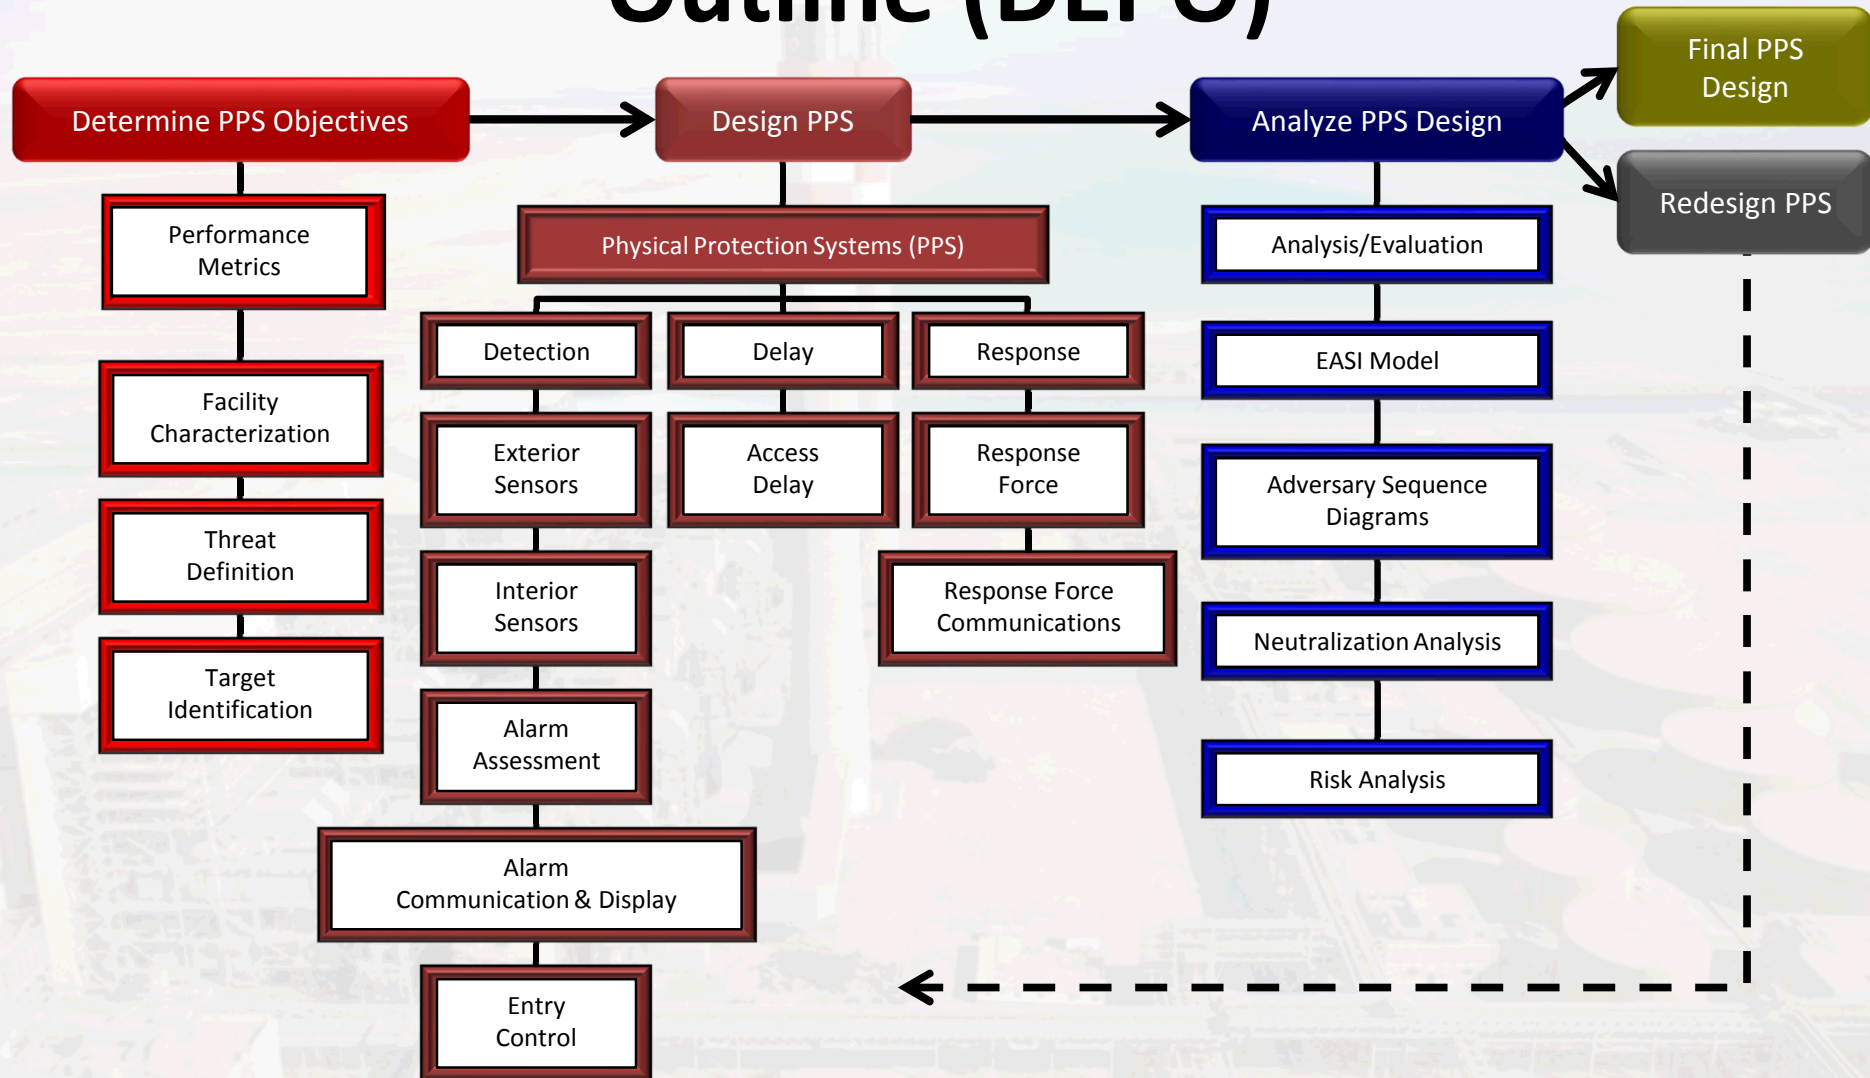 Outline (DEPO)
Final PPS
Design
Determine PPS Objectives
Design PPS
Analyze PPS Design
Redesign PPS
Performance
Metrics
Facility
Characterization
Threat
Definition
Target
Identification
Physical Protection Systems (PPS)
Detection
Exterior
Sensors
Interior
Sensors
Alarm
Assessment
Alarm
Communication & Display
Entry
Control
Delay
Access
Delay
Response
Response
Force
Response Force
Communications
Analysis/Evaluation
EASI Model
Adversary Sequence
Diagrams
Neutralization Analysis
Risk Analysis